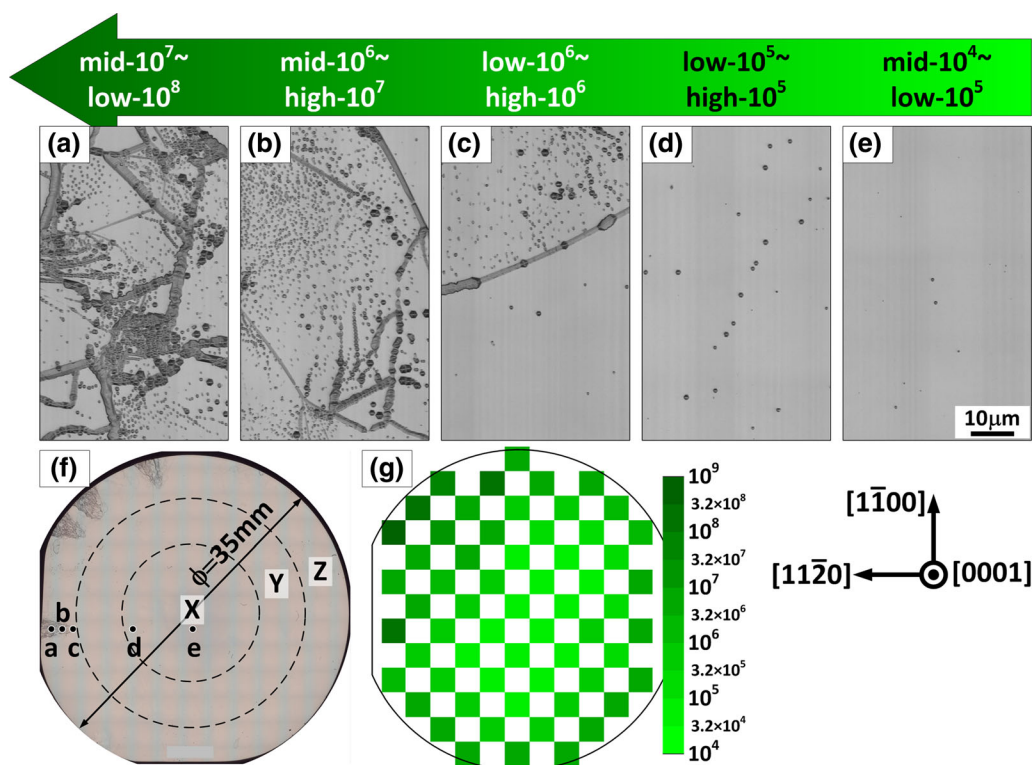 mid-10⁷~
low-10⁸
mid-10⁶~
high-10⁷
low-10⁶~
high-10⁶
low-10⁵~
high-10⁵
mid-10⁴~
low-10⁵
(a)
(b)
(c)
(d)
(e)
10μm
(f)
ϕ=35mm
X
Y
Z
a
b
c
d
e
(g)
10⁹
3.2×10⁸
10⁸
3.2×10⁷
10⁷
3.2×10⁶
10⁶
3.2×10⁵
10⁵
3.2×10⁴
10⁴
[11̅00]
[112̅0]
[0001]